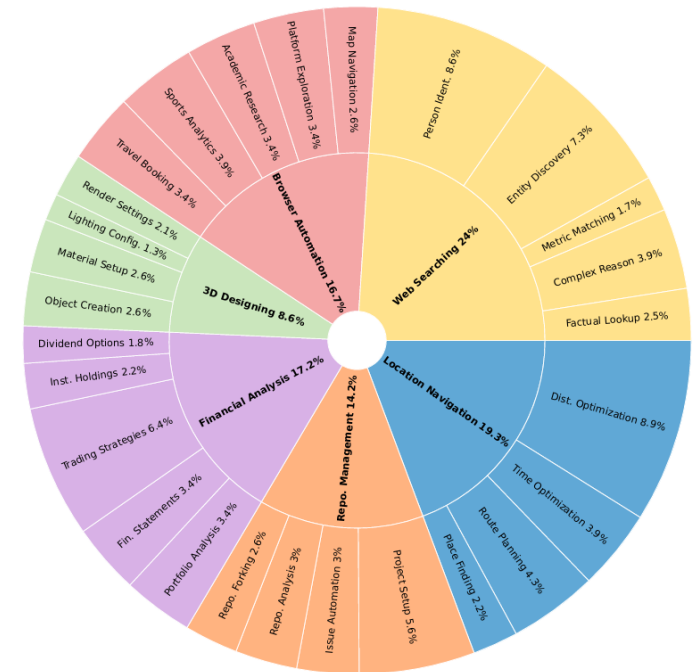 Map Navigation 2.6%
Platform Exploration 3.4%
Academic Research 3.4%
Sports Analytics 3.9%
Travel Booking 3.4%
Browser Automation 16.7%
Person Ident. 8.6%
Entity Discovery 7.3%
Metric Matching 1.7%
Complex Reason 3.9%
Factual Lookup 2.5%
Web Searching 24%
Render Settings 2.1%
Lighting Config. 1.3%
Material Setup 2.6%
Object Creation 2.6%
3D Designing 8.6%
Dividend Options 1.8%
Inst. Holdings 2.2%
Trading Strategies 6.4%
Fin. Statements 3.4%
Portfolio Analysis 3.4%
Financial Analysis 17.2%
Repo. Forking 2.6%
Repo. Analysis 3%
Issue Automation 3%
Project Setup 5.6%
Repo. Management 14.2%
Place Finding 2.2%
Route Planning 4.3%
Time Optimization 3.9%
Dist. Optimization 8.9%
Location Navigation 19.3%